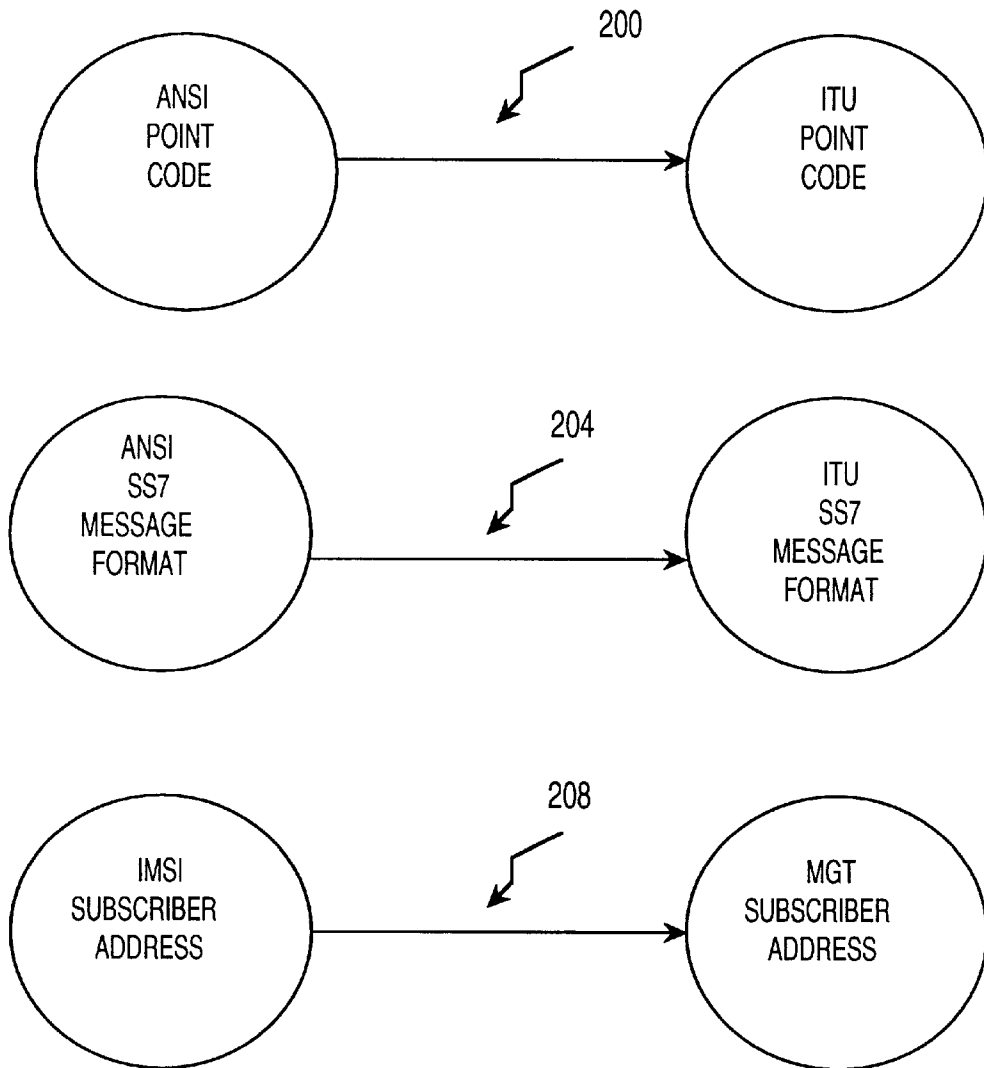 200
ANSI
POINT
CODE
ITU
POINT
CODE
204
ANSI
SS7
MESSAGE
FORMAT
ITU
SS7
MESSAGE
FORMAT
208
IMSI
SUBSCRIBER
ADDRESS
MGT
SUBSCRIBER
ADDRESS